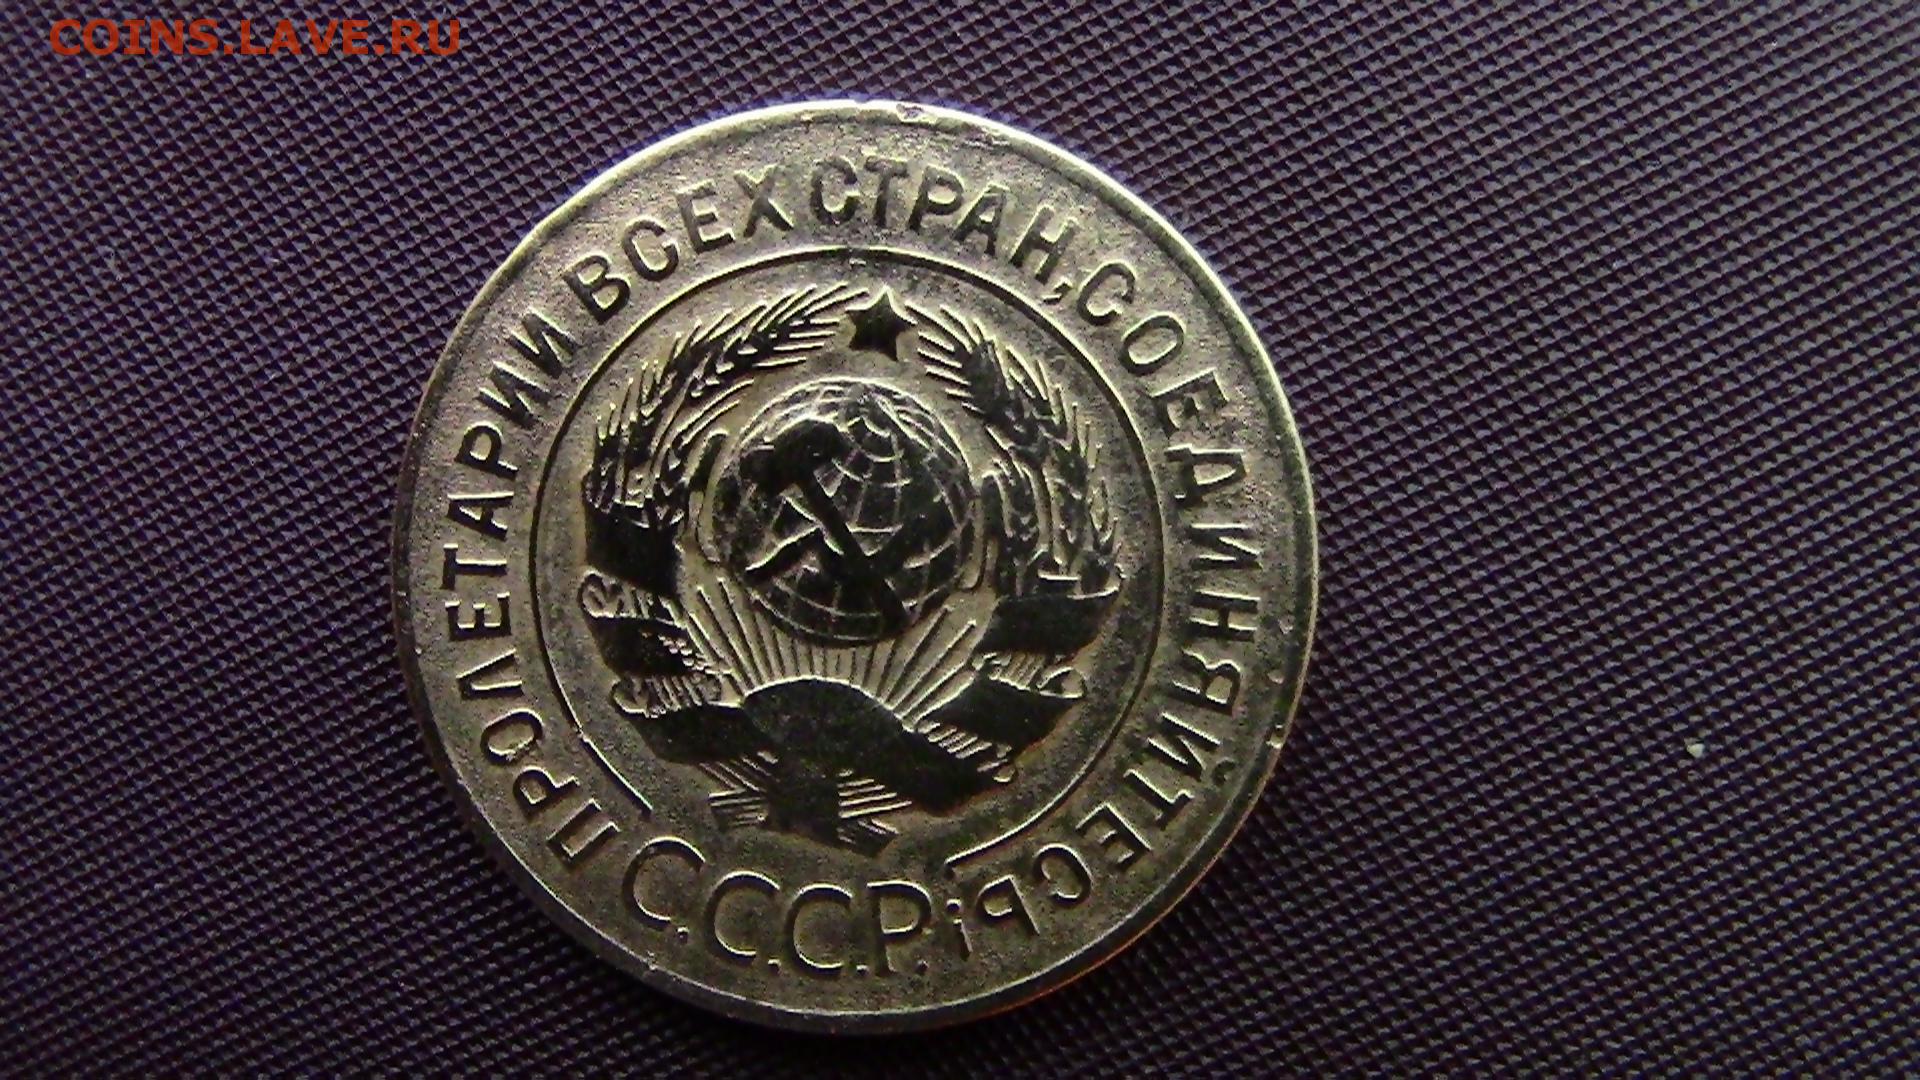 COINS.LAVE.RU
ПРОЛЕТАРИИ ВСЕХ СТРАН, СОЕДИНЯЙТЕСЬ!
С.С.С.Р.